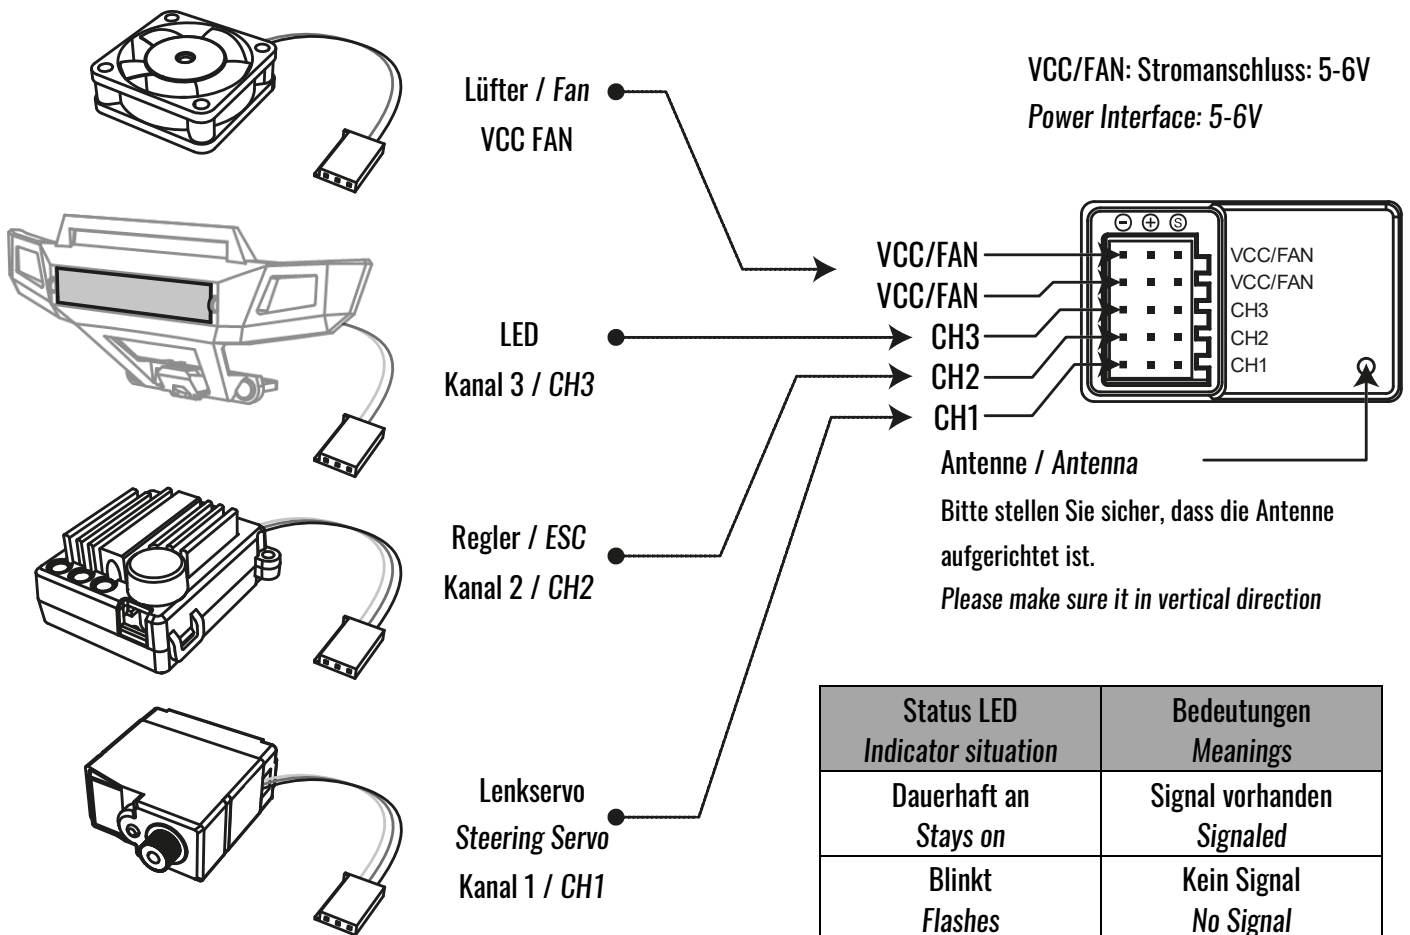 Lüfter / Fan
VCC FAN
LED
Kanal 3 / CH3
Regler / ESC
Kanal 2 / CH2
Lenkservo
Steering Servo
Kanal 1 / CH1
VCC/FAN: Stromanschluss: 5-6V
Power Interface: 5-6V
VCC/FAN
VCC/FAN
CH3
CH2
CH1
- + S
VCC/FAN
VCC/FAN
CH3
CH2
CH1
Antenne / Antenna
Bitte stellen Sie sicher, dass die Antenne
aufgerichtet ist.
Please make sure it in vertical direction
Status LED Bedeutungen
Indicator situation Meanings
Dauerhaft an Signal vorhanden
Stays on Signaled
Blinkt Kein Signal
Flashes No Signal